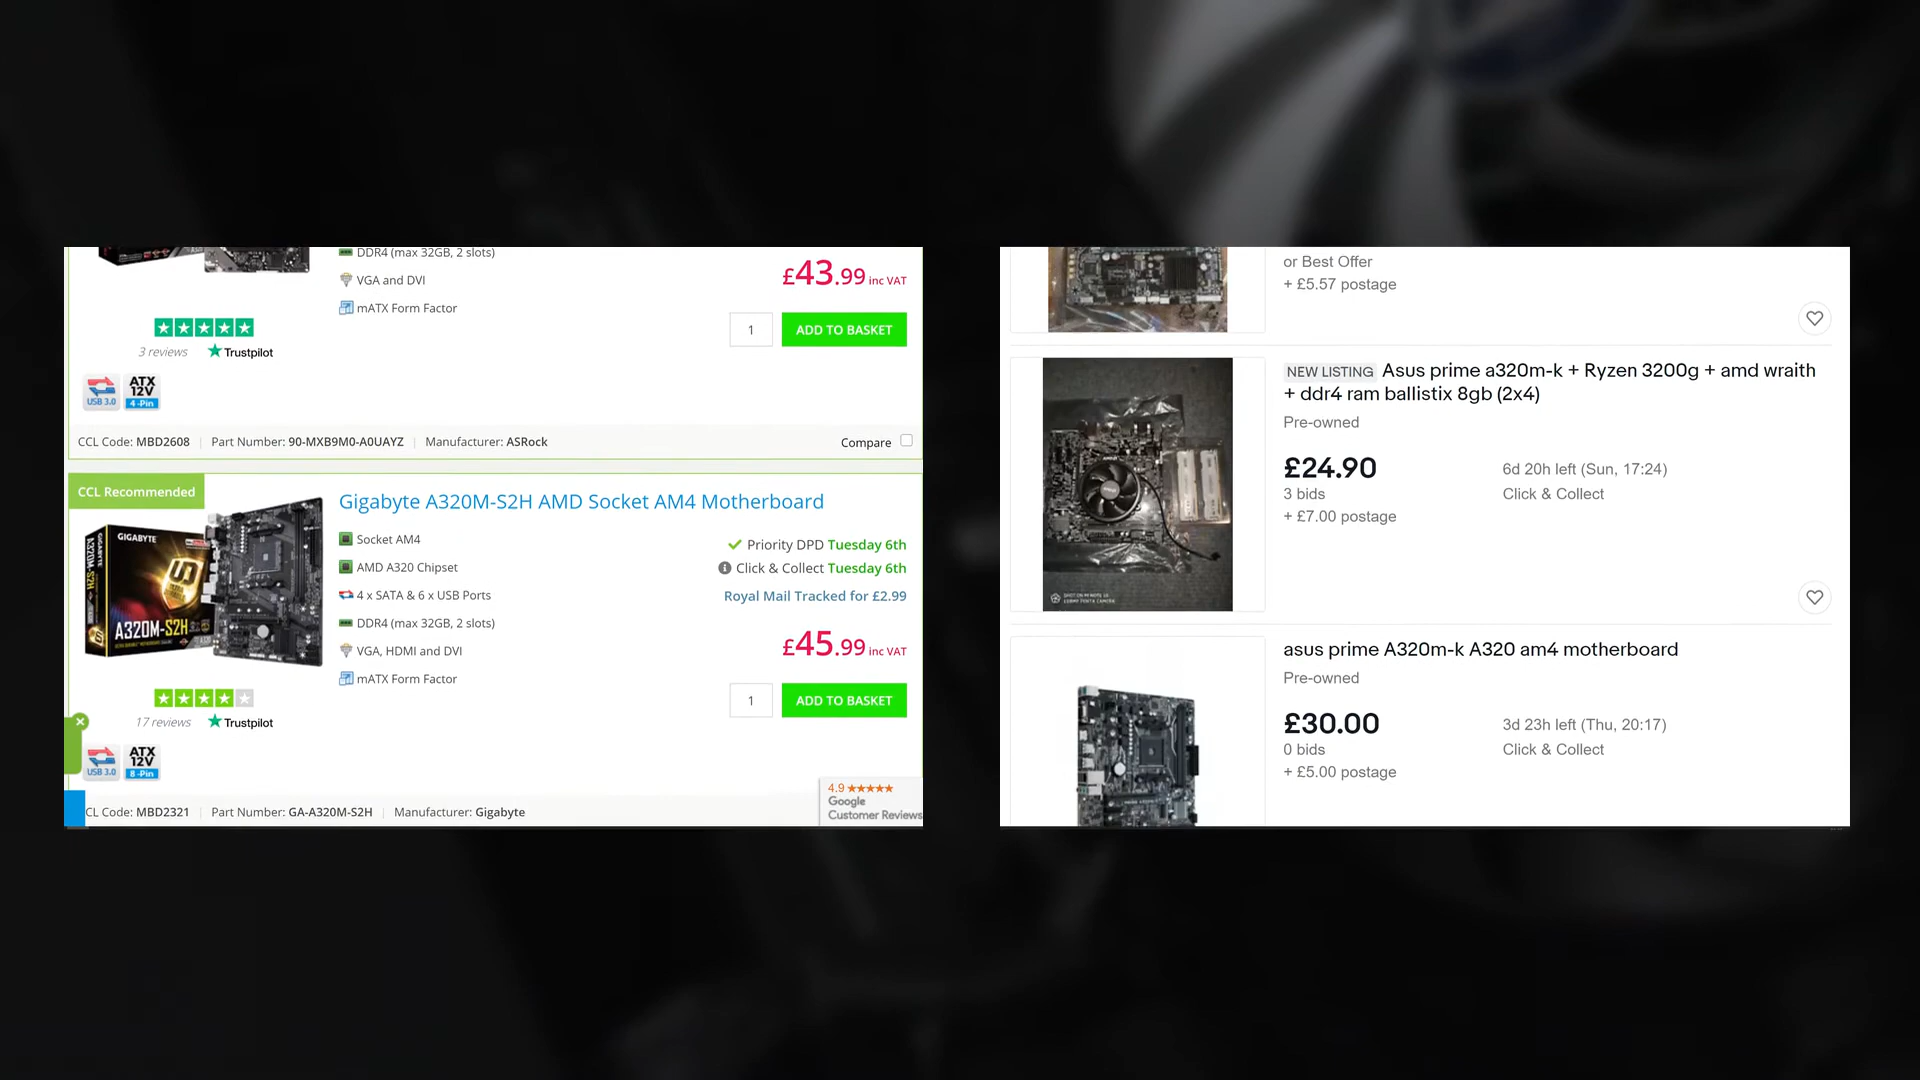 DDR4 (max 32GB, 2 slots)
£43.99 inc VAT
VGA and DVI
mATX Form Factor
1
ADD TO BASKET
3 reviews
Trustpilot
USB 3.0
ATX
12V
4 -Pin
CCL Code: MBD2608 | Part Number: 90-MXB9M0-A0UAYZ | Manufacturer: ASRock
Compare
CCL Recommended
Gigabyte A320M-S2H AMD Socket AM4 Motherboard
GIGABYTE
A320M-S2H
Socket AM4
AMD A320 Chipset
4 x SATA & 6 x USB Ports
DDR4 (max 32GB, 2 slots)
VGA, HDMI and DVI
mATX Form Factor
Priority DPD Tuesday 6th
Click & Collect Tuesday 6th
Royal Mail Tracked for £2.99
£45.99 inc VAT
1
ADD TO BASKET
17 reviews
Trustpilot
USB 3.0
ATX
12V
8 -Pin
CL Code: MBD2321 | Part Number: GA-A320M-S2H | Manufacturer: Gigabyte
4.9
Google
Customer Reviews
or Best Offer
+ £5.57 postage
NEW LISTING Asus prime a320m-k + Ryzen 3200g + amd wraith
+ ddr4 ram ballistix 8gb (2x4)
Pre-owned
£24.90
3 bids
+ £7.00 postage
6d 20h left (Sun, 17:24)
Click & Collect
asus prime A320m-k A320 am4 motherboard
Pre-owned
£30.00
0 bids
+ £5.00 postage
3d 23h left (Thu, 20:17)
Click & Collect